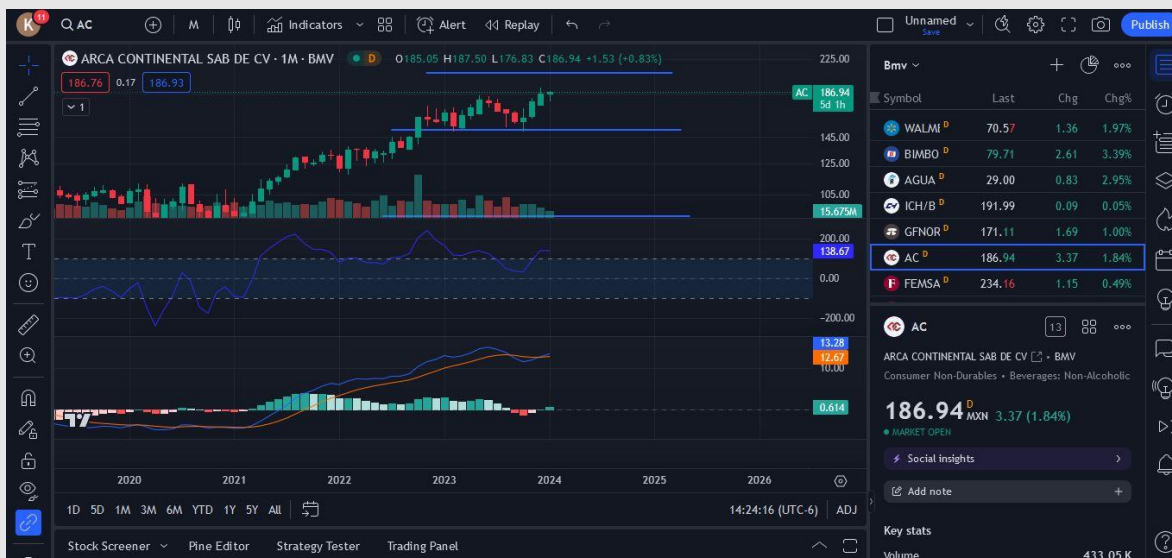 K 11 AC M Indicators Alert Replay Unnamed Save Publish
ARCA CONTINENTAL SAB DE CV · 1M · BMV D O185.05 H187.50 L176.83 C186.94 +1.53 (+0.83%)
186.76 0.17 186.93
1
225.00
AC 186.94
5d 1h
145.00
125.00
105.00
15.675M
200.00
138.67
0.00
−200.00
13.28
12.67
10.00
0.614
2020 2021 2022 2023 2024 2025 2026
1D 5D 1M 3M 6M YTD 1Y 5Y All 14:24:16 (UTC-6) ADJ
Stock Screener Pine Editor Strategy Tester Trading Panel
Bmv
Symbol Last Chg Chg%
WALME D 70.57 1.36 1.97%
BIMBO D 79.71 2.61 3.39%
AGUA D 29.00 0.83 2.95%
ICH/B D 191.99 0.09 0.05%
GFNOR D 171.11 1.69 1.00%
AC D 186.94 3.37 1.84%
FEMSA D 234.16 1.15 0.49%
AC 13
ARCA CONTINENTAL SAB DE CV • BMV
Consumer Non-Durables • Beverages: Non-Alcoholic
186.94 D MXN 3.37 (1.84%)
MARKET OPEN
Social insights
Add note
Key stats
Volume 433.05K